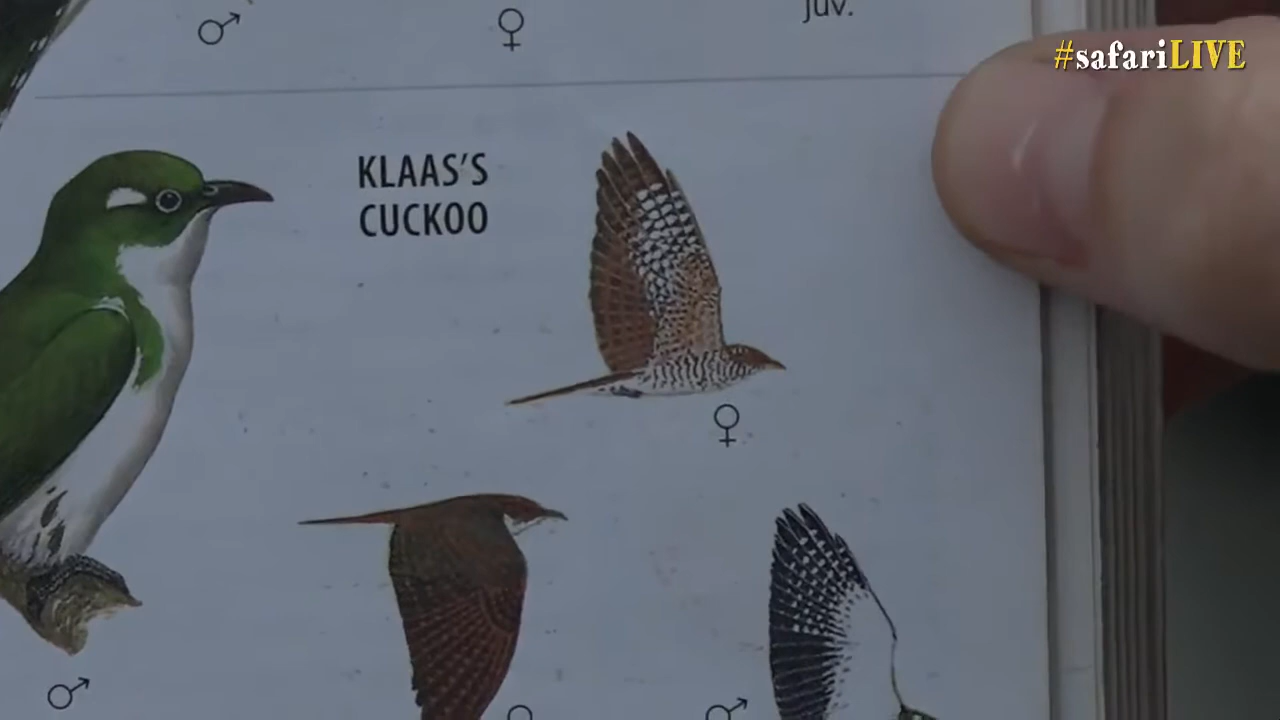 ♂ ♀ juv.
#safariLIVE
KLAAS'S
CUCKOO
♀
♂ ♀ ♂